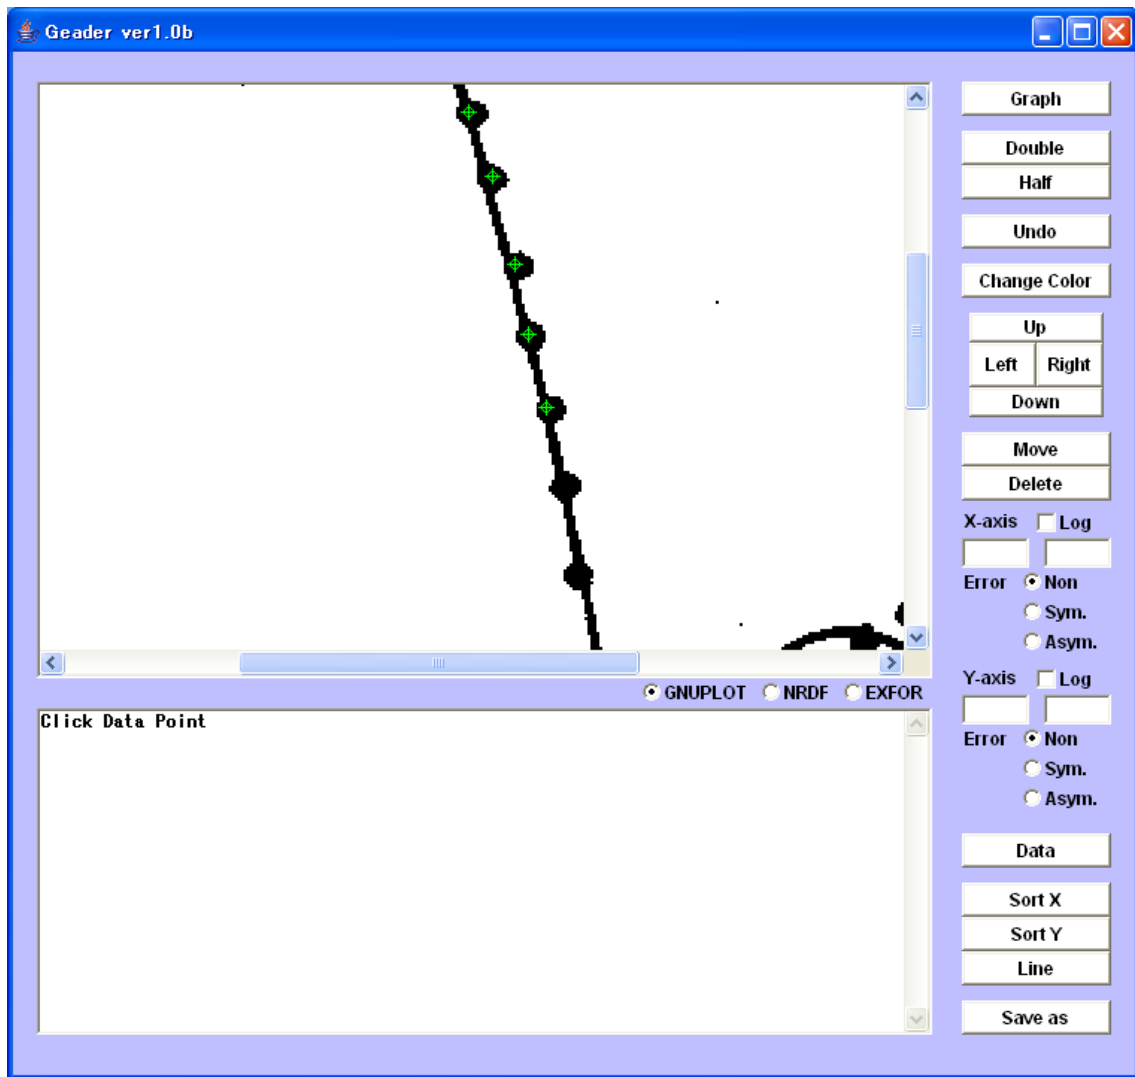 Geader ver1.0b
Graph
Double
Half
Undo
Change Color
Up
Left Right
Down
Move
Delete
X-axis Log
Error Non
Sym.
Asym.
GNUPLOT NRDF EXFOR
Y-axis Log
Error Non
Sym.
Asym.
Click Data Point
Data
Sort X
Sort Y
Line
Save as